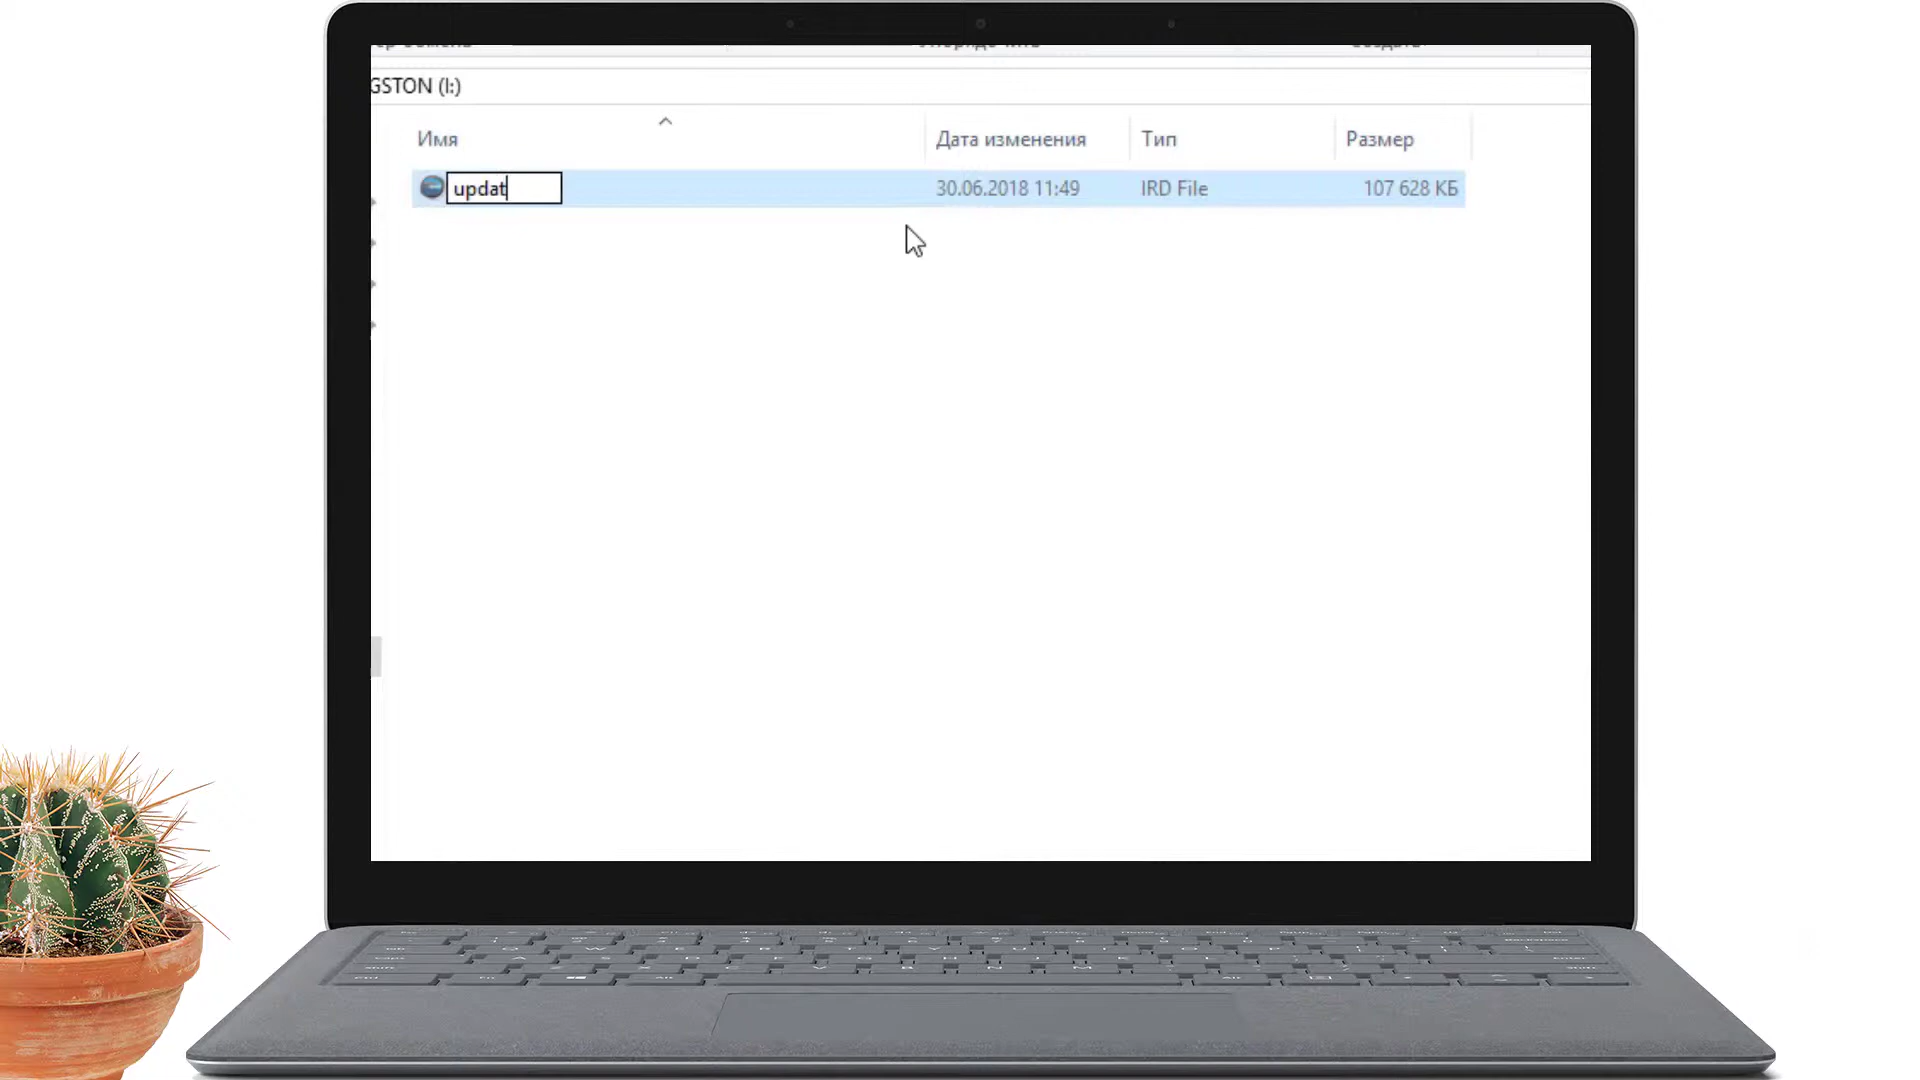 GSTON (I:)
Имя
Дата изменения
Тип
Размер
updat
30.06.2018 11:49
IRD File
107 628 КБ